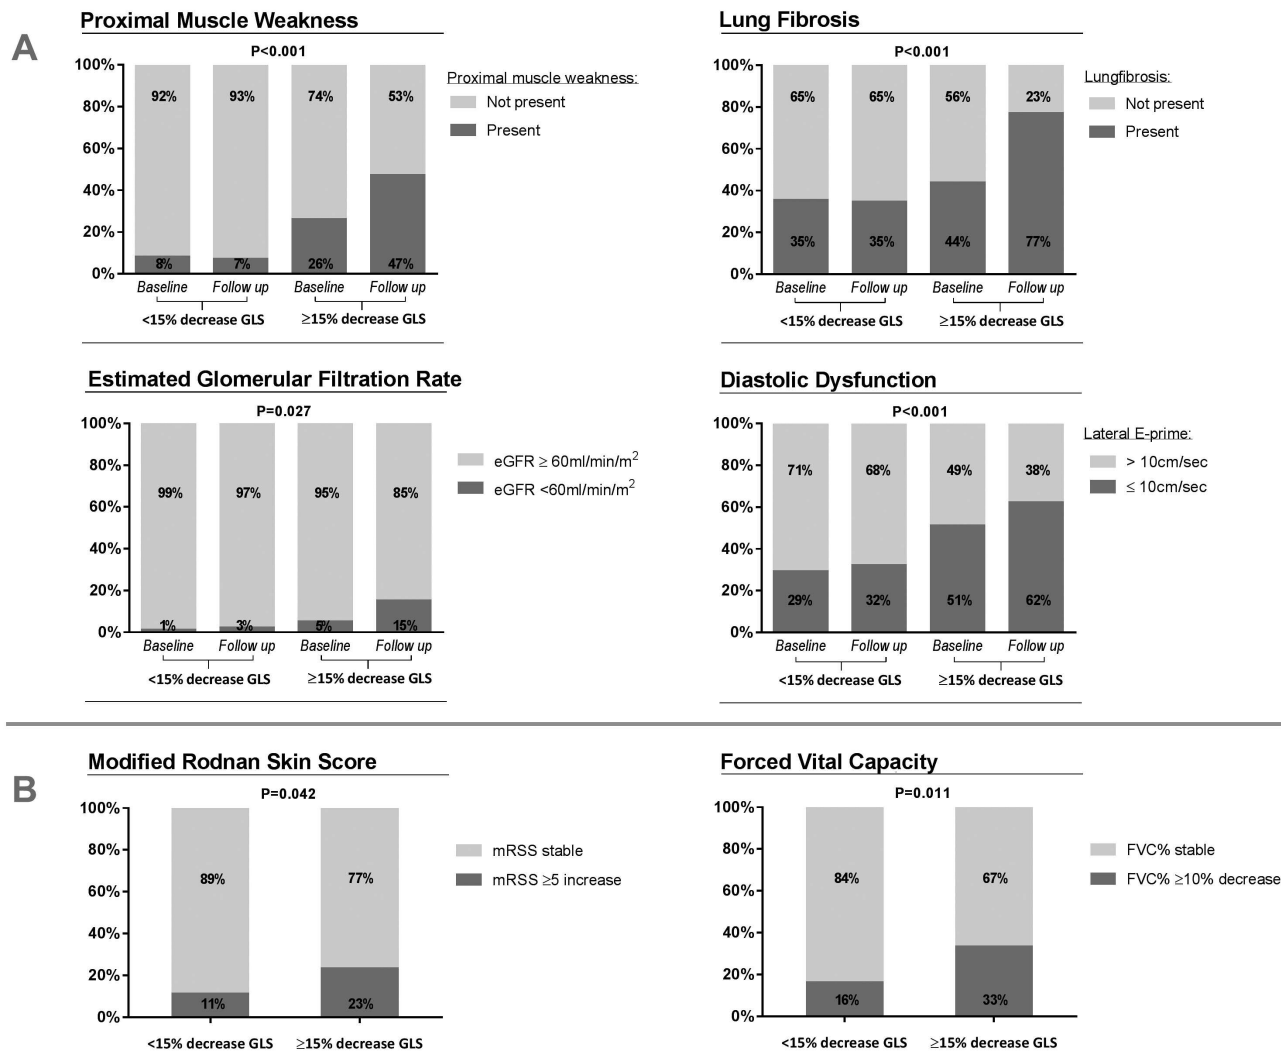 A
Proximal Muscle Weakness
P<0.001
100%
80%
60%
40%
20%
0%
92% 93% 74% 53%
8% 7% 26% 47%
Baseline Follow up Baseline Follow up
<15% decrease GLS ≥15% decrease GLS
Proximal muscle weakness:
Not present
Present
Lung Fibrosis
P<0.001
100%
80%
60%
40%
20%
0%
65% 65% 56% 23%
35% 35% 44% 77%
Baseline Follow up Baseline Follow up
<15% decrease GLS ≥15% decrease GLS
Lungfibrosis:
Not present
Present
Estimated Glomerular Filtration Rate
P=0.027
100%
80%
60%
40%
20%
0%
99% 97% 95% 85%
1% 3% 5% 15%
Baseline Follow up Baseline Follow up
<15% decrease GLS ≥15% decrease GLS
eGFR ≥ 60ml/min/m²
eGFR <60ml/min/m²
Diastolic Dysfunction
P<0.001
100%
80%
60%
40%
20%
0%
71% 68% 49% 38%
29% 32% 51% 62%
Baseline Follow up Baseline Follow up
<15% decrease GLS ≥15% decrease GLS
Lateral E-prime:
> 10cm/sec
≤ 10cm/sec
B
Modified Rodnan Skin Score
P=0.042
100%
80%
60%
40%
20%
0%
89% 77%
11% 23%
<15% decrease GLS ≥15% decrease GLS
mRSS stable
mRSS ≥5 increase
Forced Vital Capacity
P=0.011
100%
80%
60%
40%
20%
0%
84% 67%
16% 33%
<15% decrease GLS ≥15% decrease GLS
FVC% stable
FVC% ≥10% decrease